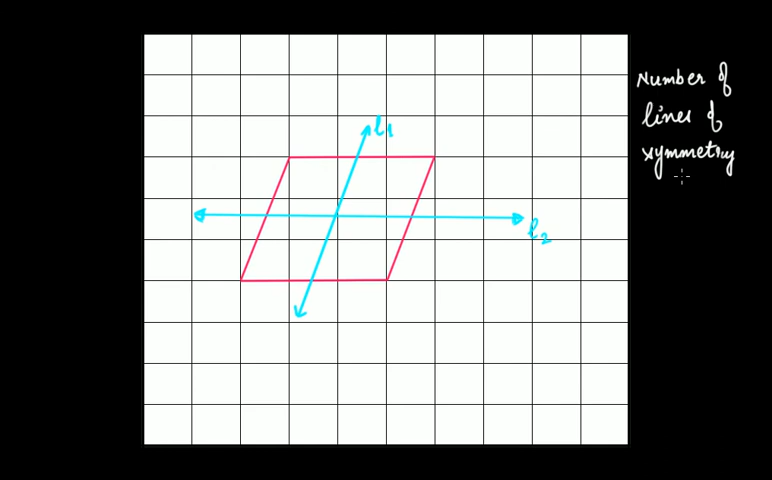 l₁
l₂
Number of
lines of
symmetry